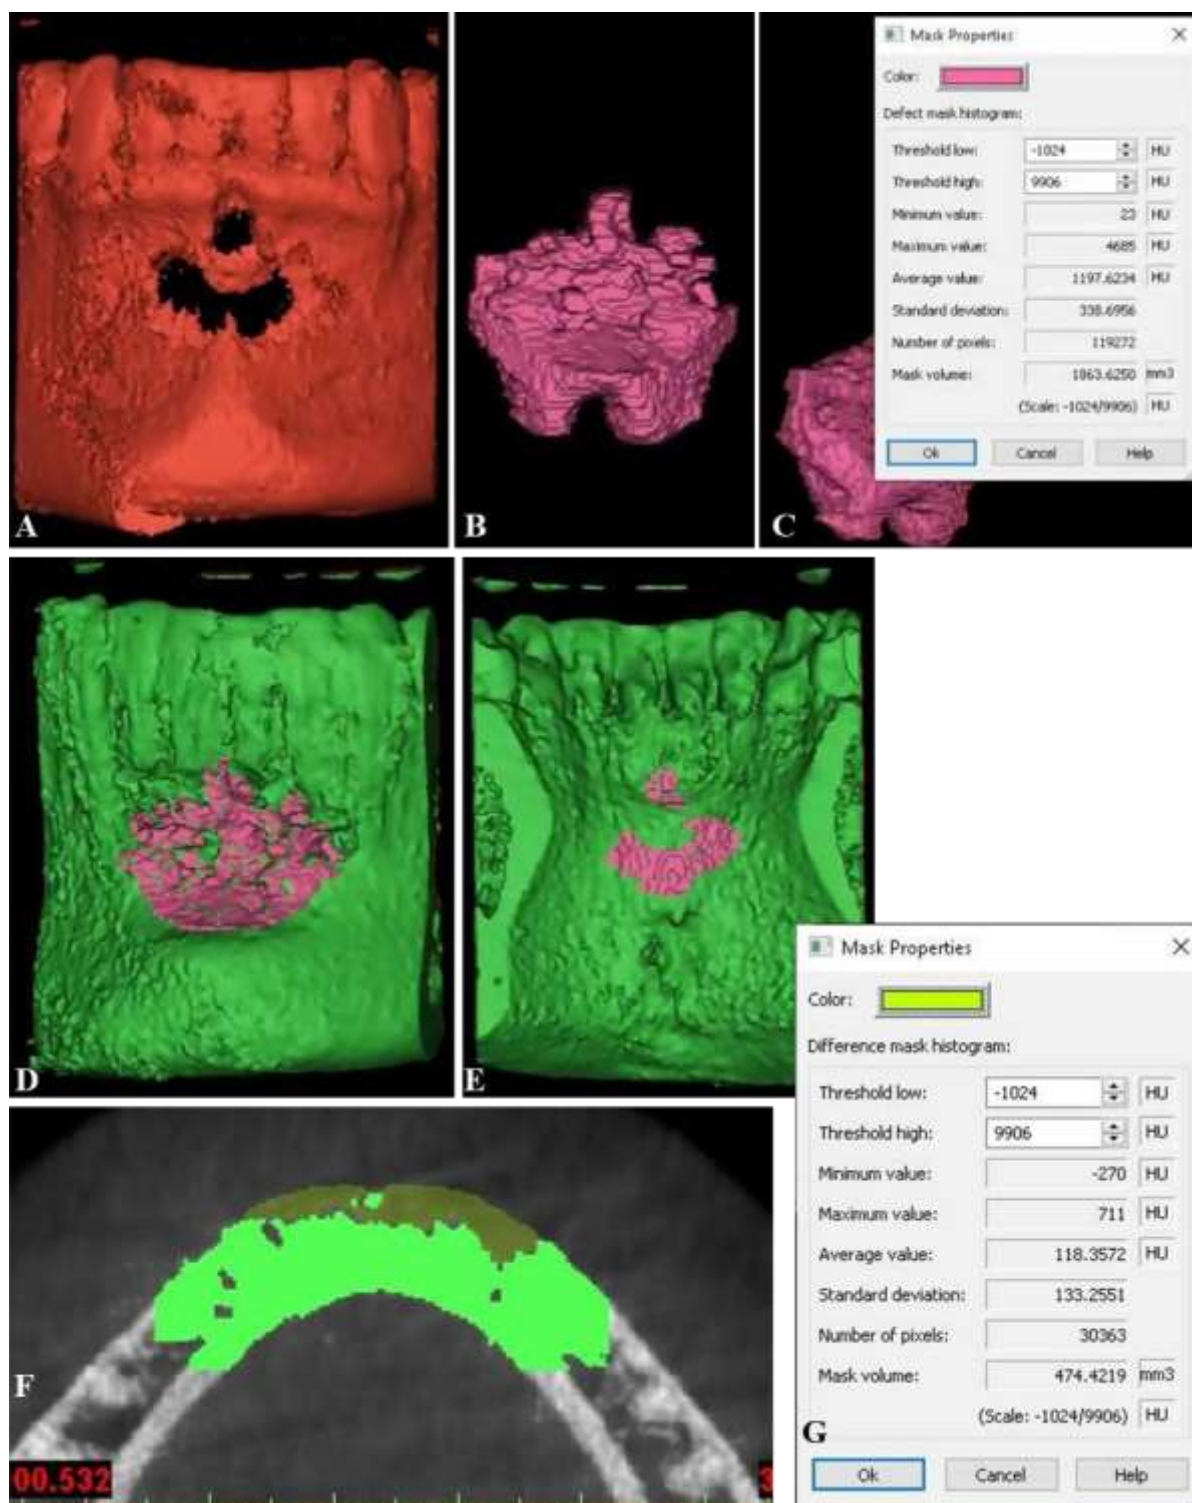 Mask Properties
Color:
Defect mask histogram:
Threshold low: -1024 HU
Threshold high: 9906 HU
Minimum value: 23 HU
Maximum value: 4685 HU
Average value: 1197.6234 HU
Standard deviation: 338.6956
Number of pixels: 119272
Mask volume: 1863.6250 mm3
(Scale: -1024/9906) HU
Ok Cancel Help
A B C
D E
Mask Properties
Color:
Difference mask histogram:
Threshold low: -1024 HU
Threshold high: 9906 HU
Minimum value: -270 HU
Maximum value: 711 HU
Average value: 118.3572 HU
Standard deviation: 133.2551
Number of pixels: 30363
Mask volume: 474.4219 mm3
(Scale: -1024/9906) HU
Ok Cancel Help
F G
00.532 3